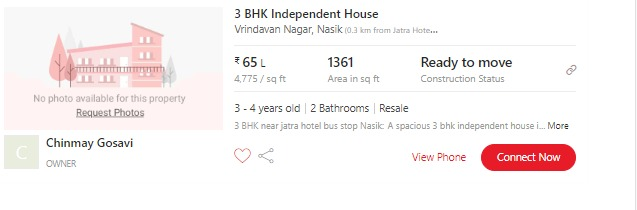 3 BHK Independent House
Vrindavan Nagar, Nasik (0.3 km from Jatra Hote...
₹ 65 L
4,775 / sq ft
1361
Area in sq ft
Ready to move
Construction Status
No photo available for this property
Request Photos
3 - 4 years old | 2 Bathrooms | Resale
3 BHK near jatra hotel bus stop Nasik: A spacious 3 bhk independent house i... More
C
Chinmay Gosavi
OWNER
View Phone
Connect Now